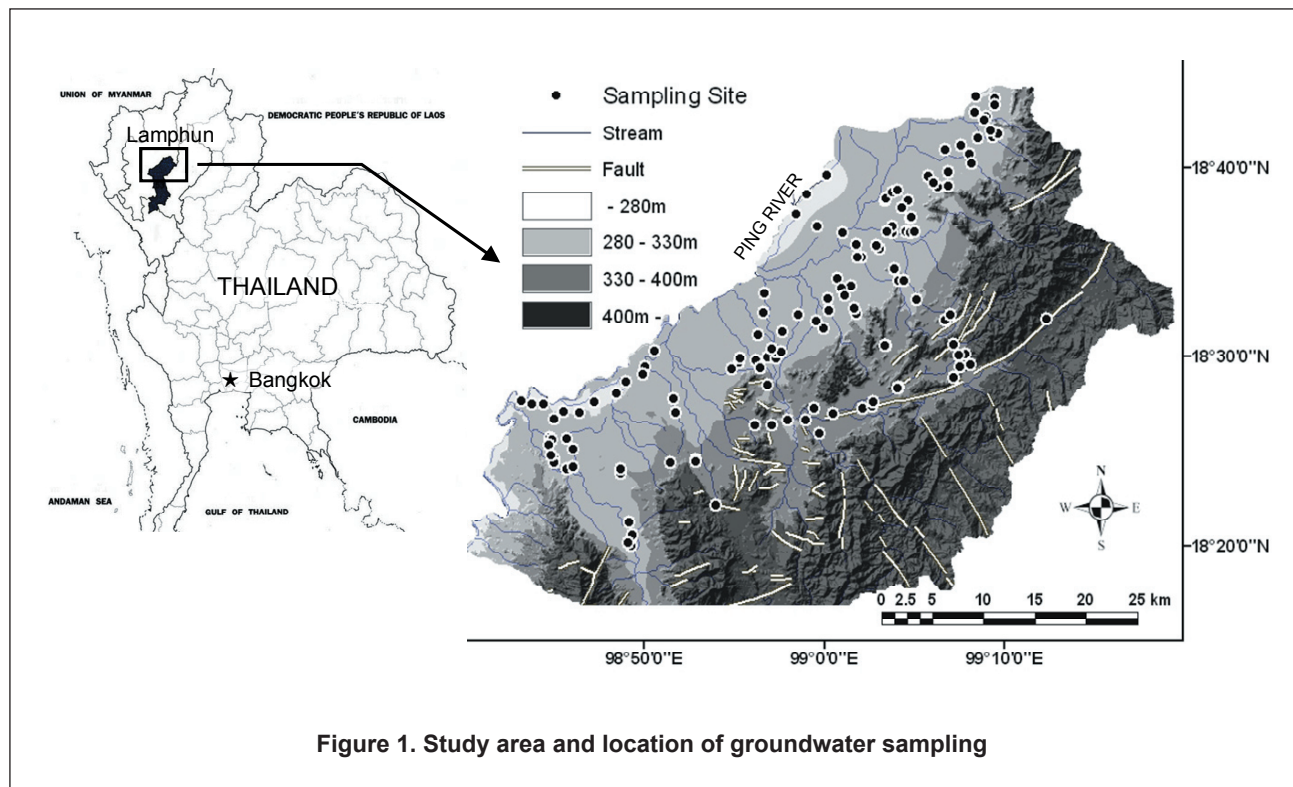 UNION OF MYANMAR
DEMOCRATIC PEOPLE'S REPUBLIC OF LAOS
Lamphun
THAILAND
Bangkok
CAMBODIA
ANDAMAN SEA
GULF OF THAILAND
Sampling Site
Stream
Fault
- 280m
280 - 330m
330 - 400m
400m -
PING RIVER
18°40'0"N
18°30'0"N
18°20'0"N
N
W
E
S
0 2.5 5 10 15 20 25 km
98°50'0"E
99°0'0"E
99°10'0"E
Figure 1. Study area and location of groundwater sampling